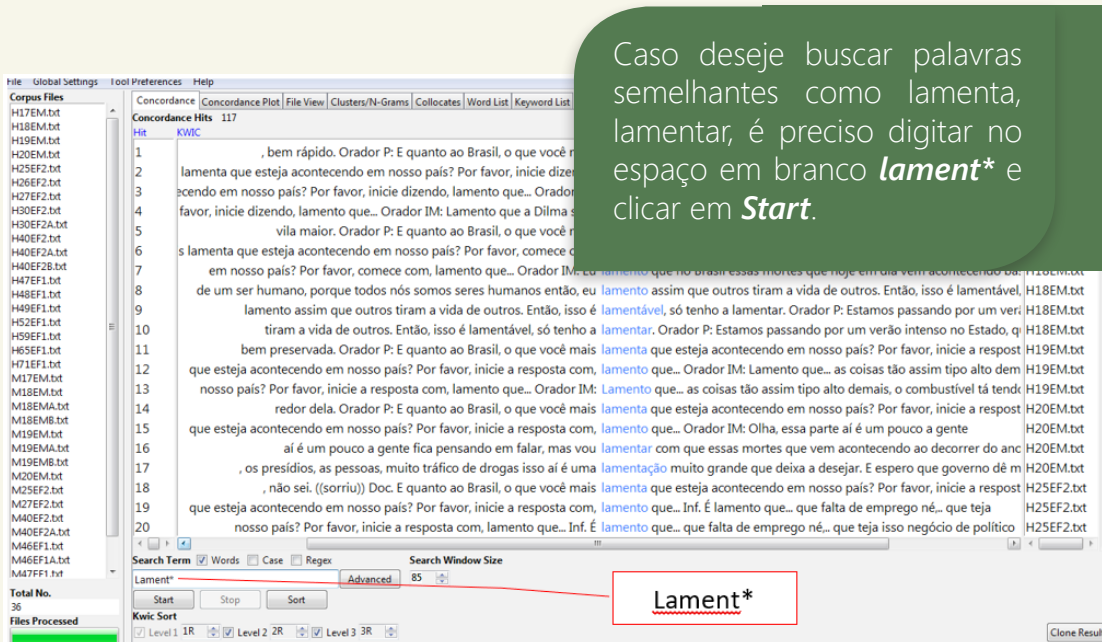 Caso deseje buscar palavras
semelhantes como lamenta,
lamentar, é preciso digitar no
espaço em branco lament* e
clicar em Start.
File Global Settings Tool Preferences Help
Corpus Files
H17EM.txt
H18EM.txt
H19EM.txt
H20EM.txt
H25EF2.txt
H26EF2.txt
H27EF2.txt
H30EF2.txt
H30EF2A.txt
H40EF2.txt
H40EF2A.txt
H40EF2B.txt
H47EF1.txt
H48EF1.txt
H49EF1.txt
H52EF1.txt
H59EF1.txt
H65EF1.txt
H71EF1.txt
M17EM.txt
M18EM.txt
M18EMA.txt
M18EMB.txt
M19EM.txt
M19EMA.txt
M19EMB.txt
M20EM.txt
M25EF2.txt
M27EF2.txt
M40EF2.txt
M40EF2A.txt
M46EF1.txt
M46EF1A.txt
M47EF1.txt
Total No.
36
Files Processed
Concordance Concordance Plot File View Clusters/N-Grams Collocates Word List Keyword List
Concordance Hits 117
Hit KWIC
1 , bem rápido. Orador P: E quanto ao Brasil, o que você
2 lamenta que esteja acontecendo em nosso país? Por favor, inicie
3 ecendo em nosso país? Por favor, inicie dizendo, lamento que... Orador
4 favor, inicie dizendo, lamento que... Orador IM: Lamento que a Dilma
5 vila maior. Orador P: E quanto ao Brasil, o que você
6 s lamenta que esteja acontecendo em nosso país? Por favor, comece
7 em nosso país? Por favor, comece com, lamento que... Orador IM: Eu lamento que no Brasil essas mortes que hoje em dia vem acontecendo ba. H18EM.txt
8 de um ser humano, porque todos nós somos seres humanos então, eu lamento assim que outros tiram a vida de outros. Então, isso é lamentável, H18EM.txt
9 lamento assim que outros tiram a vida de outros. Então, isso é lamentável, só tenho a lamentar. Orador P: Estamos passando por um verã H18EM.txt
10 tiram a vida de outros. Então, isso é lamentável, só tenho a lamentar. Orador P: Estamos passando por um verão intenso no Estado, q H18EM.txt
11 bem preservada. Orador P: E quanto ao Brasil, o que você mais lamenta que esteja acontecendo em nosso país? Por favor, inicie a respost H19EM.txt
12 que esteja acontecendo em nosso país? Por favor, inicie a resposta com, lamento que... Orador IM: Lamento que... as coisas tão assim tipo alto dem H19EM.txt
13 nosso país? Por favor, inicie a resposta com, lamento que... Orador IM: Lamento que... as coisas tão assim tipo alto demais, o combustível tá tend H19EM.txt
14 redor dela. Orador P: E quanto ao Brasil, o que você mais lamenta que esteja acontecendo em nosso país? Por favor, inicie a respost H20EM.txt
15 que esteja acontecendo em nosso país? Por favor, inicie a resposta com, lamento que... Orador IM: Olha, essa parte aí é um pouco a gente H20EM.txt
16 aí é um pouco a gente fica pensando em falar, mas vou lamentar com que essas mortes que vem acontecendo ao decorrer do anc H20EM.txt
17 , os presídios, as pessoas, muito tráfico de drogas isso aí é uma lamentação muito grande que deixa a desejar. E espero que governo dê m H20EM.txt
18 , não sei. ((sorriu)) Doc. E quanto ao Brasil, o que você mais lamenta que esteja acontecendo em nosso país? Por favor, inicie a respost H25EF2.txt
19 que esteja acontecendo em nosso país? Por favor, inicie a resposta com, lamento que... Inf. É lamento que... que falta de emprego né,.. que teja H25EF2.txt
20 nosso país? Por favor, inicie a resposta com, lamento que... Inf. É lamento que... que falta de emprego né,.. que teja isso negócio de político H25EF2.txt
Search Term Words Case Regex Search Window Size
Lament* Advanced 85
Start Stop Sort
Kwic Sort
Level 1 1R Level 2 2R Level 3 3R
Lament*
Clone Resul